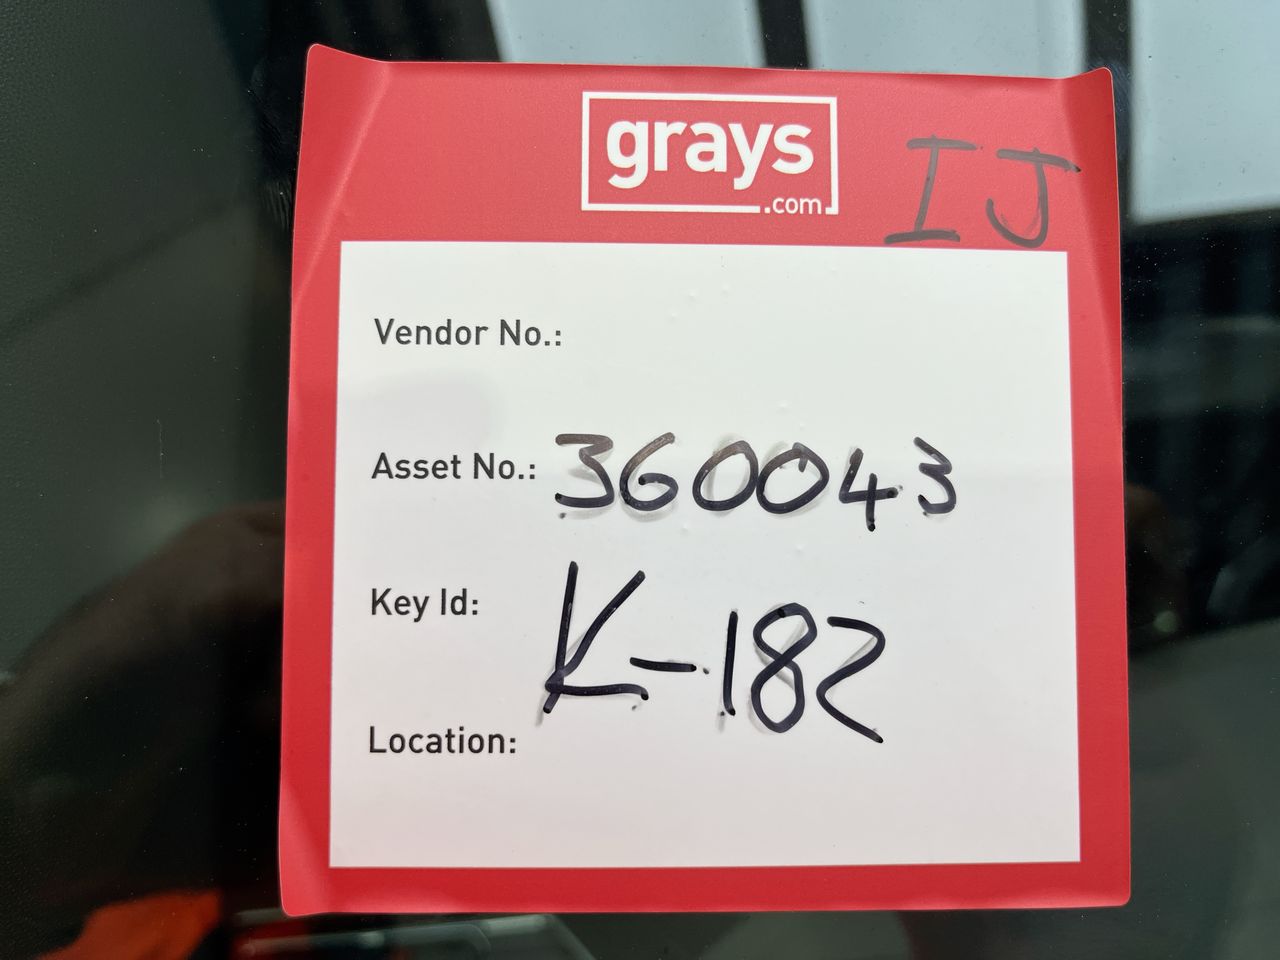 grays
.com
IJ
Vendor No.:
Asset No.: 360043
Key Id: K-182
Location: